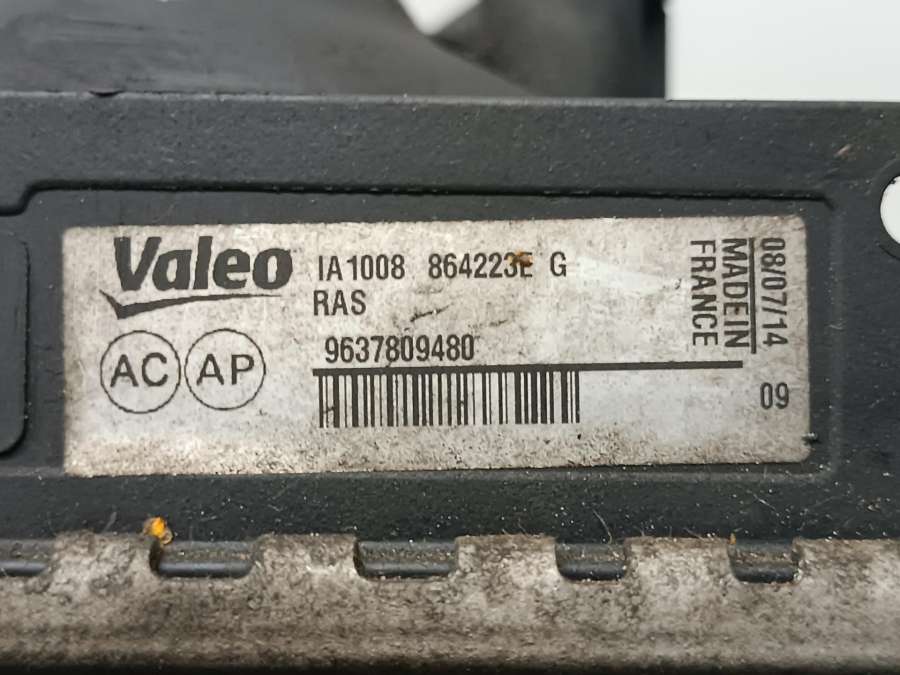 Valeo
IA1008 864223E G
RAS
9637809480
AC AP
08/07/14
MADE IN
FRANCE
09